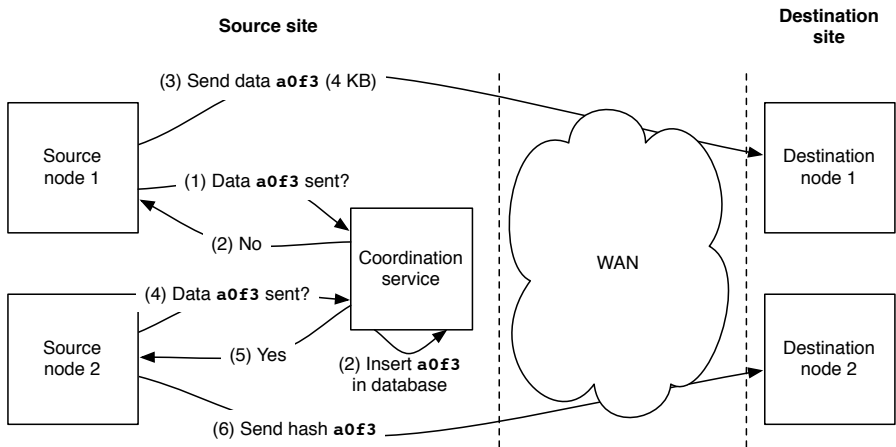 Source site
Destination
site
(3) Send data a0f3 (4 KB)
Source
node 1
Destination
node 1
(1) Data a0f3 sent?
(2) No
Coordination
service
WAN
(4) Data a0f3 sent?
Source
node 2
(5) Yes
(2) Insert a0f3
in database
Destination
node 2
(6) Send hash a0f3